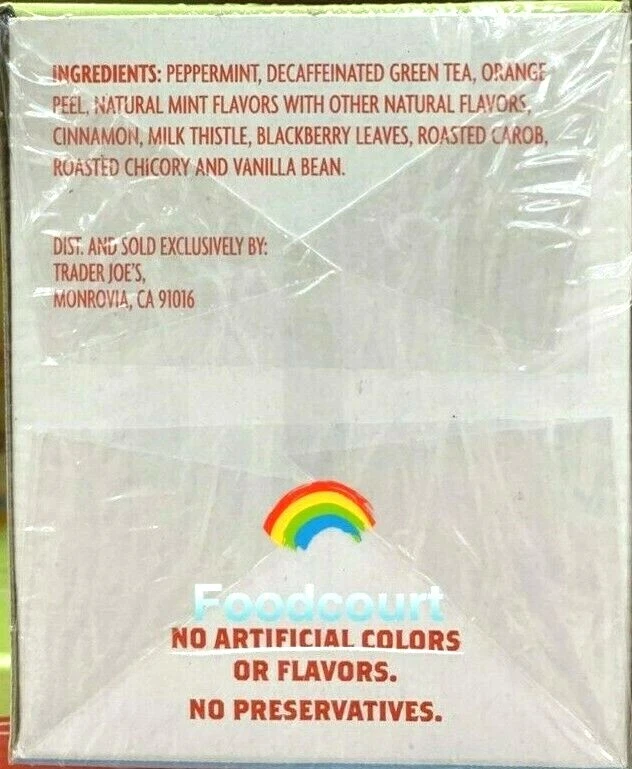 INGREDIENTS: PEPPERMINT, DECAFFEINATED GREEN TEA, ORANGE
PEEL, NATURAL MINT FLAVORS WITH OTHER NATURAL FLAVORS,
CINNAMON, MILK THISTLE, BLACKBERRY LEAVES, ROASTED CAROB,
ROASTED CHICORY AND VANILLA BEAN.
DIST. AND SOLD EXCLUSIVELY BY:
TRADER JOE'S,
MONROVIA, CA 91016
Foodcourt
NO ARTIFICIAL COLORS
OR FLAVORS.
NO PRESERVATIVES.